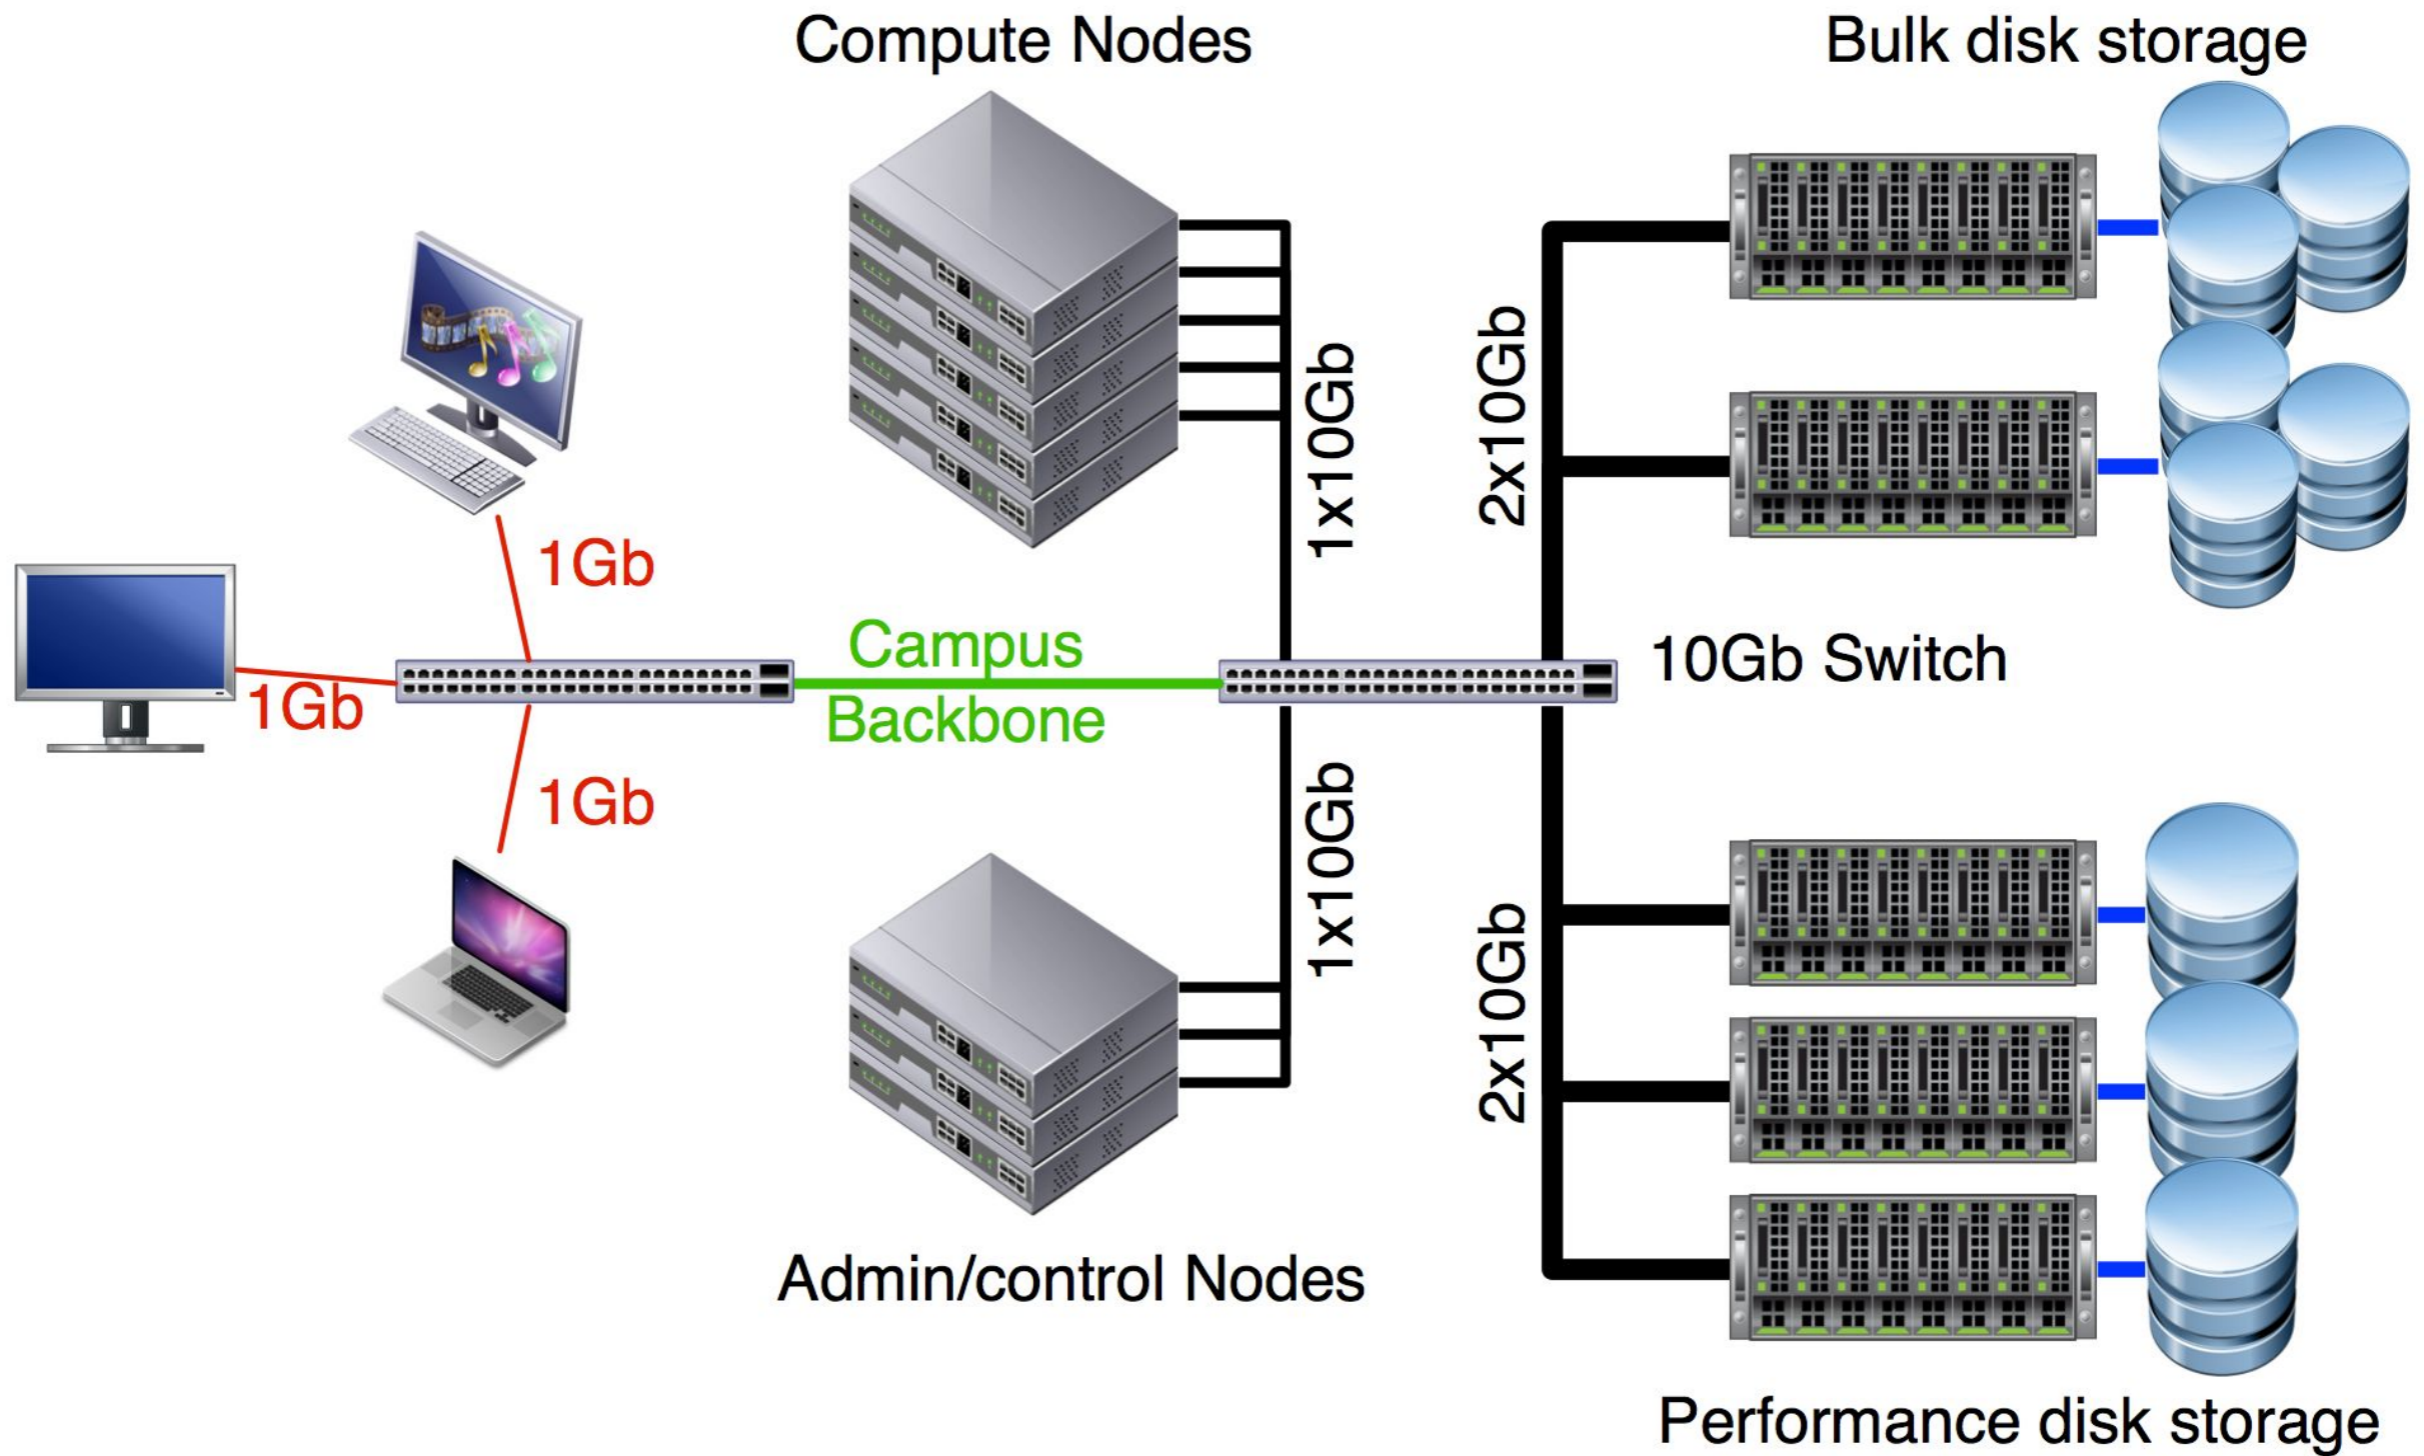 Compute Nodes
Bulk disk storage
1Gb
1x10Gb
2x10Gb
Campus
Backbone
1Gb
10Gb Switch
1Gb
1x10Gb
2x10Gb
Admin/control Nodes
Performance disk storage